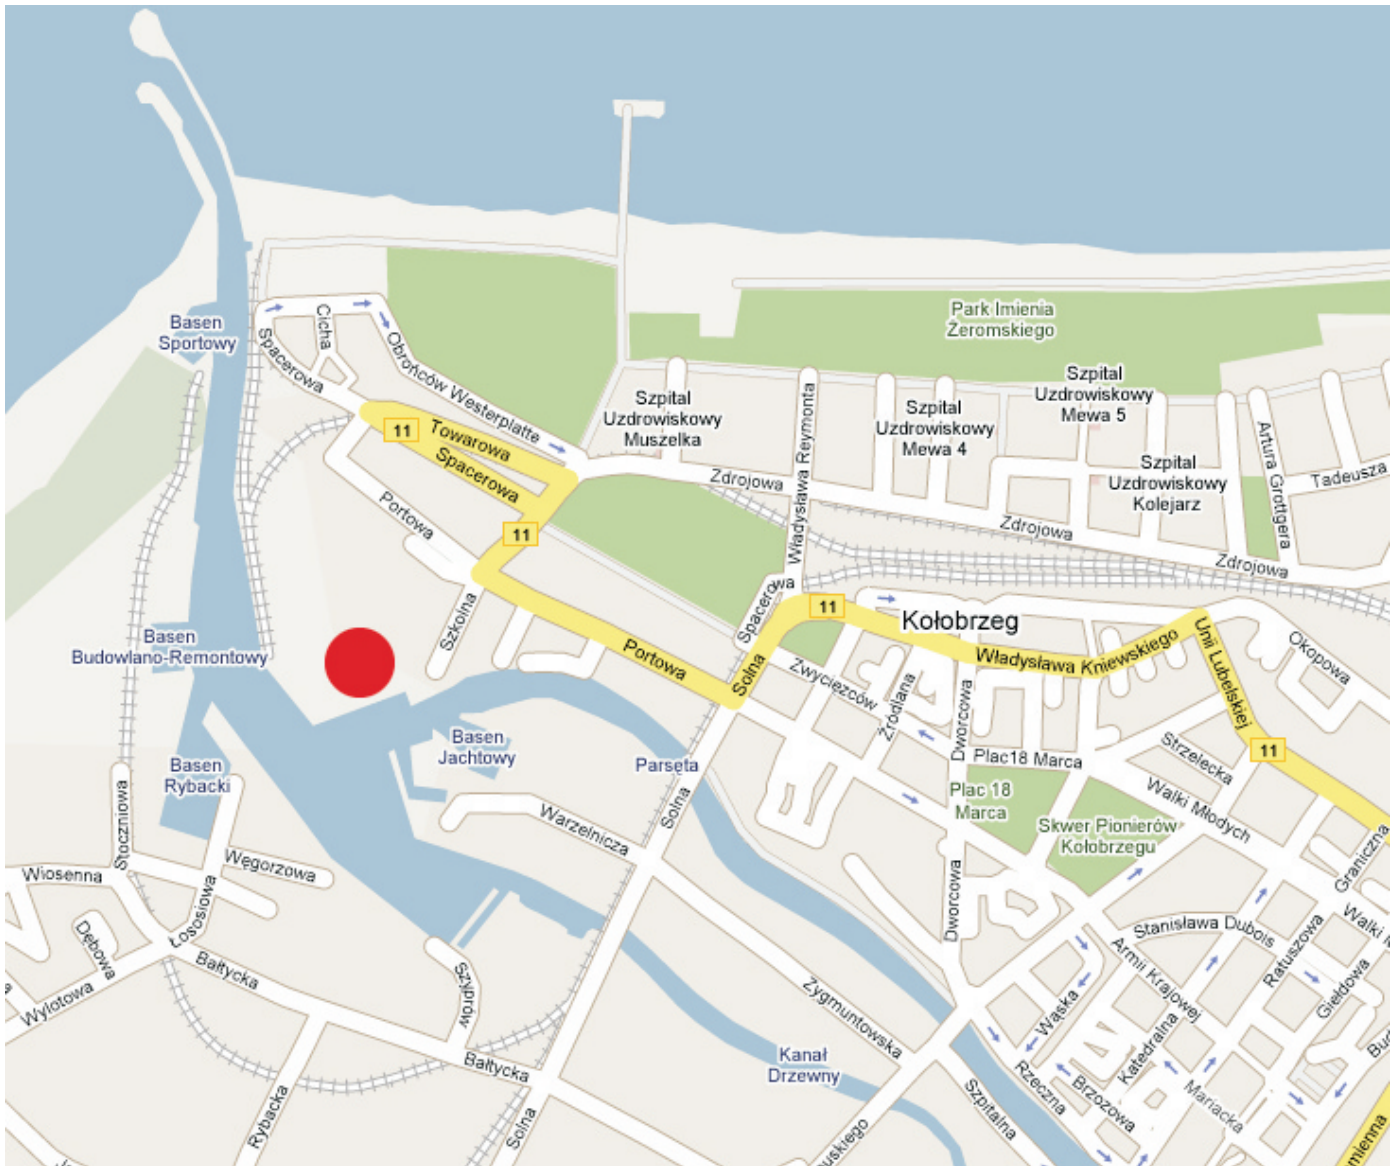 Basen
Sportowy
Cicha
Spacerowa
Obrońców Westerplatte
Park Imienia
Żeromskiego
Szpital
Uzdrowiskowy
Muszelka
Władysława Reymonta
Szpital
Uzdrowiskowy
Mewa 4
Szpital
Uzdrowiskowy
Mewa 5
Szpital
Uzdrowiskowy
Kolejarz
Artura Grottgera
Tadeusza
11
Towarowa
Spacerowa
Portowa
11
Zdrojowa
Zdrojowa
Zdrojowa
Szkolna
Basen
Budowlano-Remontowy
Portowa
Spacerowa
Solna
11
Kołobrzeg
Władysława Kniewskiego
Unii Lubelskiej
Okopowa
11
Zwycięzców
Źródlana
Dworcowa
Plac18 Marca
Strzelecka
Basen
Jachtowy
Parsęta
Basen
Rybacki
Plac 18
Marca
Skwer Pionierów
Kołobrzegu
Walki Młodych
Graniczna
Walki M
Stoczniowa
Wiosenna
Węgorzowa
Łososiowa
Warzelnicza
Solna
Dworcowa
Dębowa
Wylotowa
Bałtycka
Szyprów
Zygmuntowska
Stanisława Dubois
Armii Krajowej
Ratuszowa
Giełdowa
Wąska
Katedralna
Kanał
Drzewny
Bałtycka
Rybacka
Solna
Szpitalna
Rzeczna
Brzozowa
Mariacka
Bud
uskiego
mienna